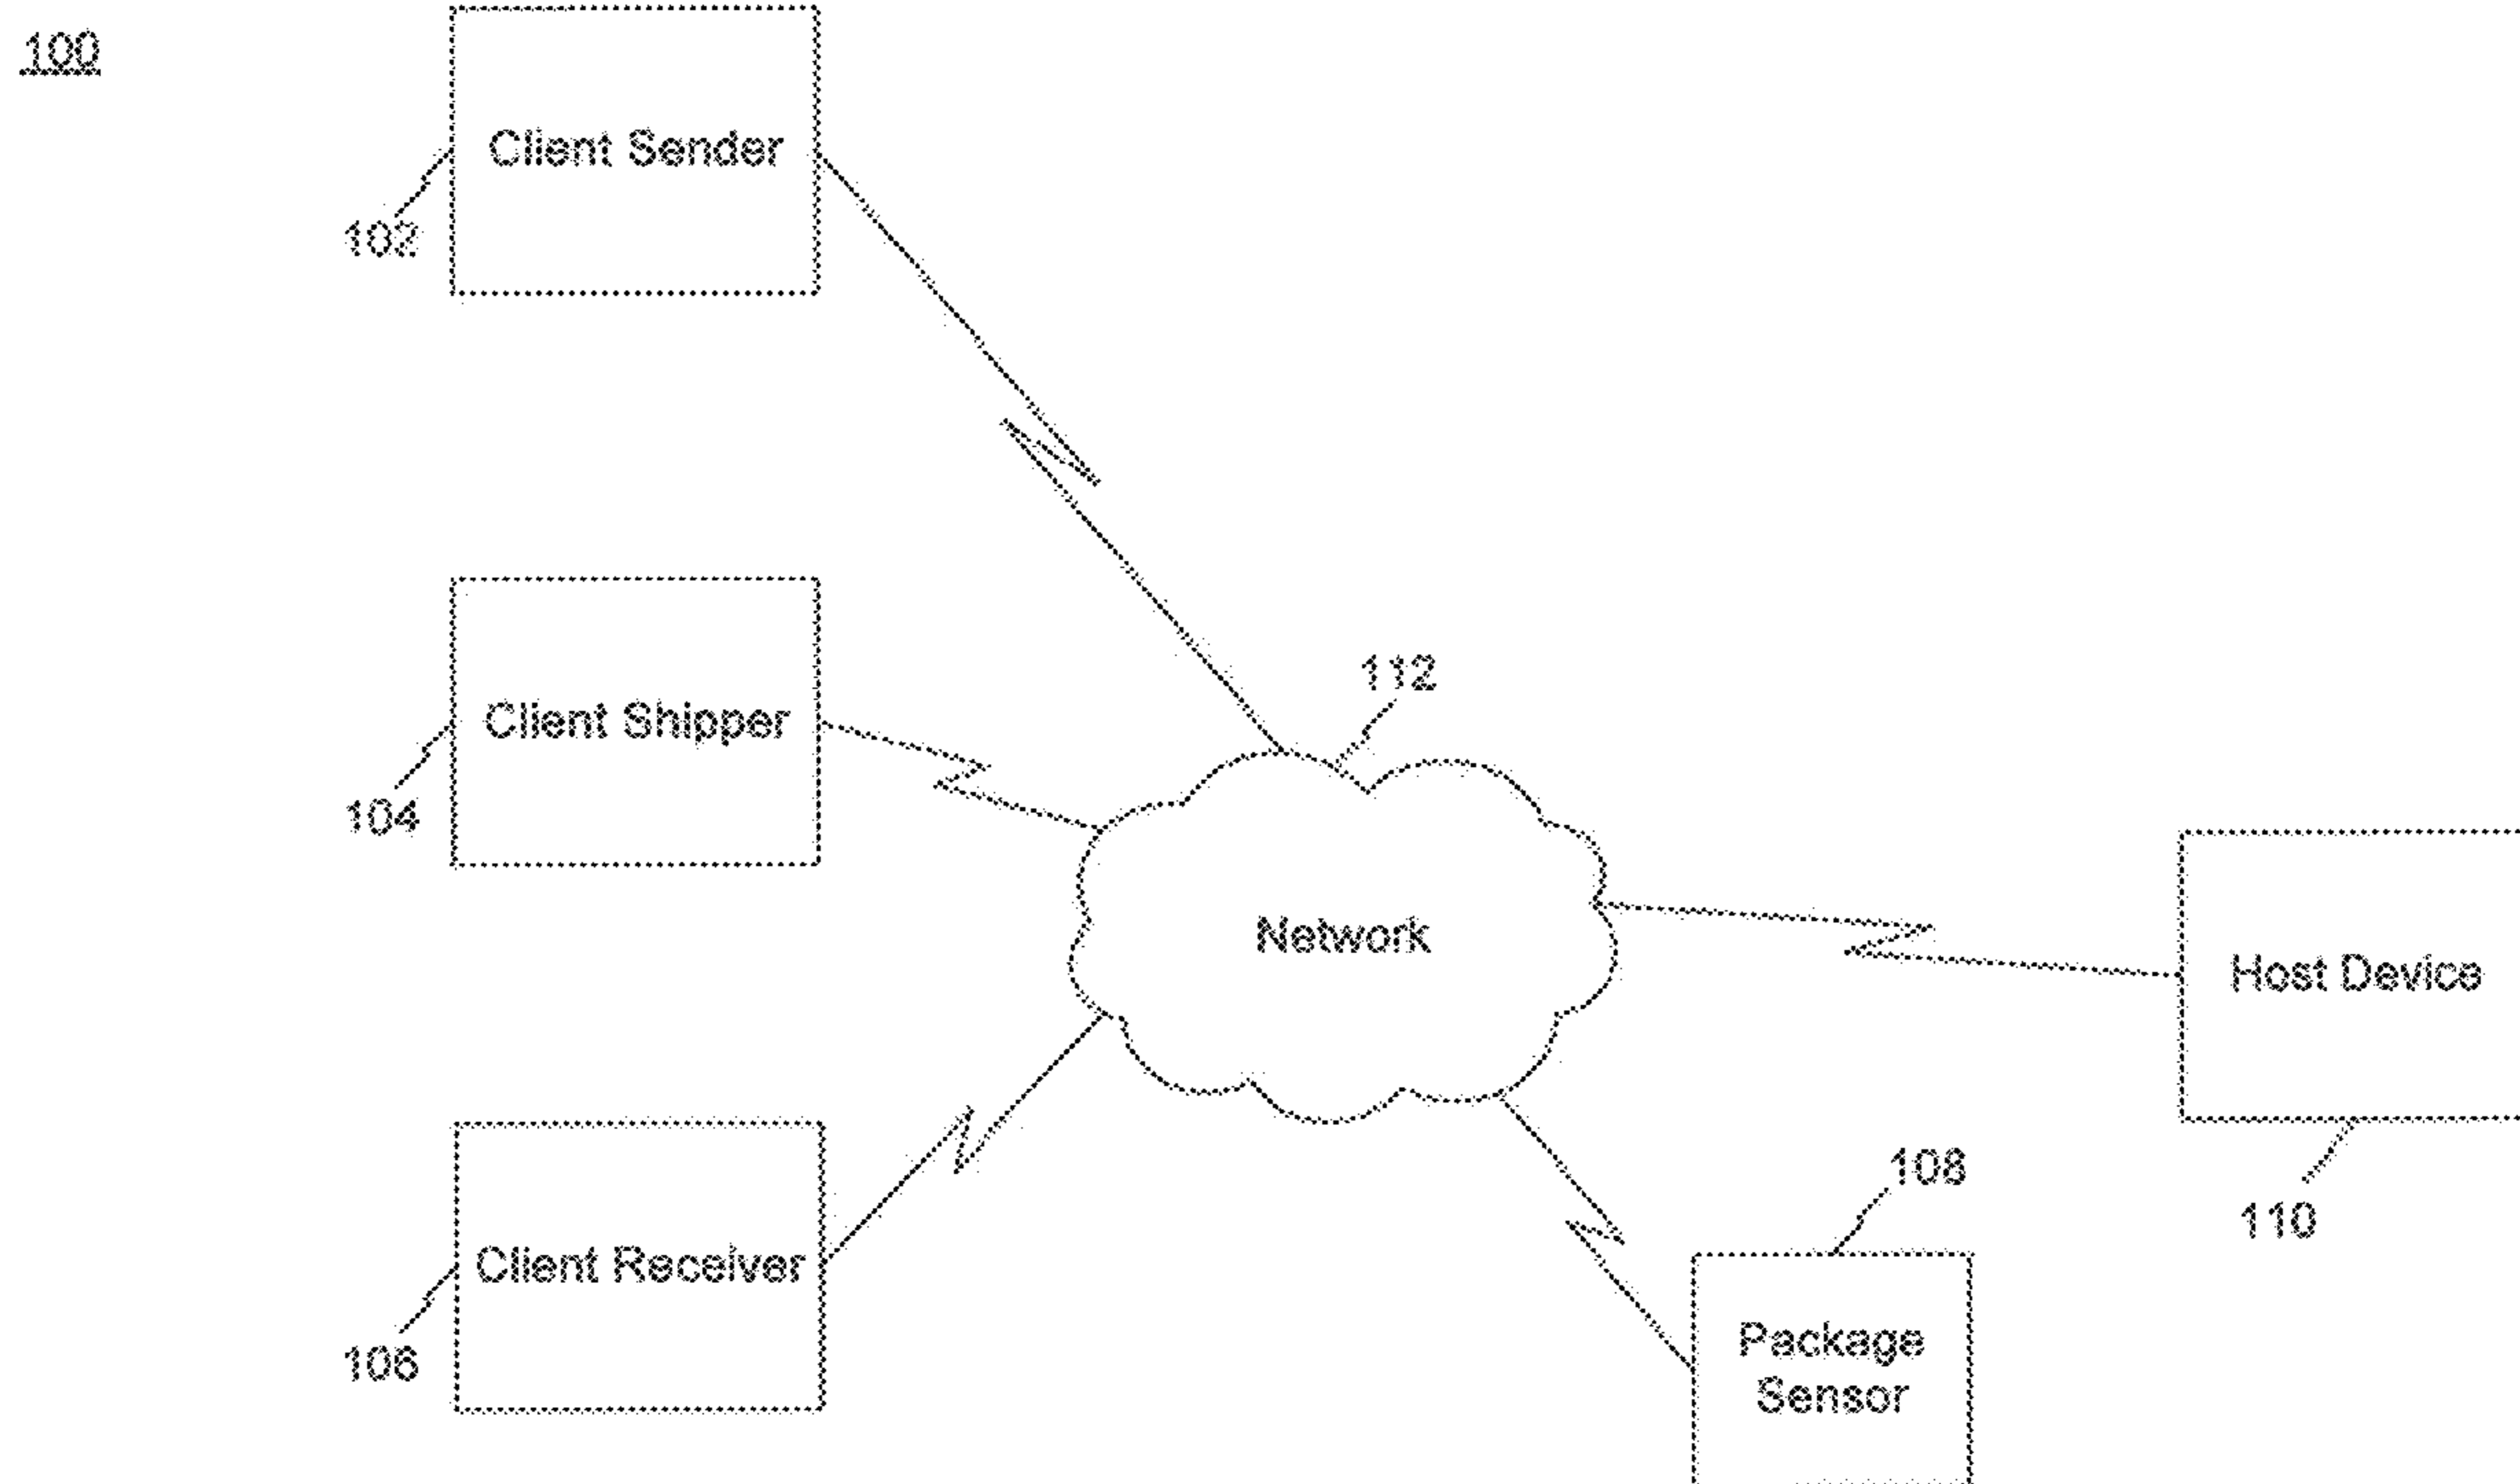 100
Client Sender
102
Client Shipper
104
112
Network
Host Device
110
108
Client Receiver
106
Package
Sensor